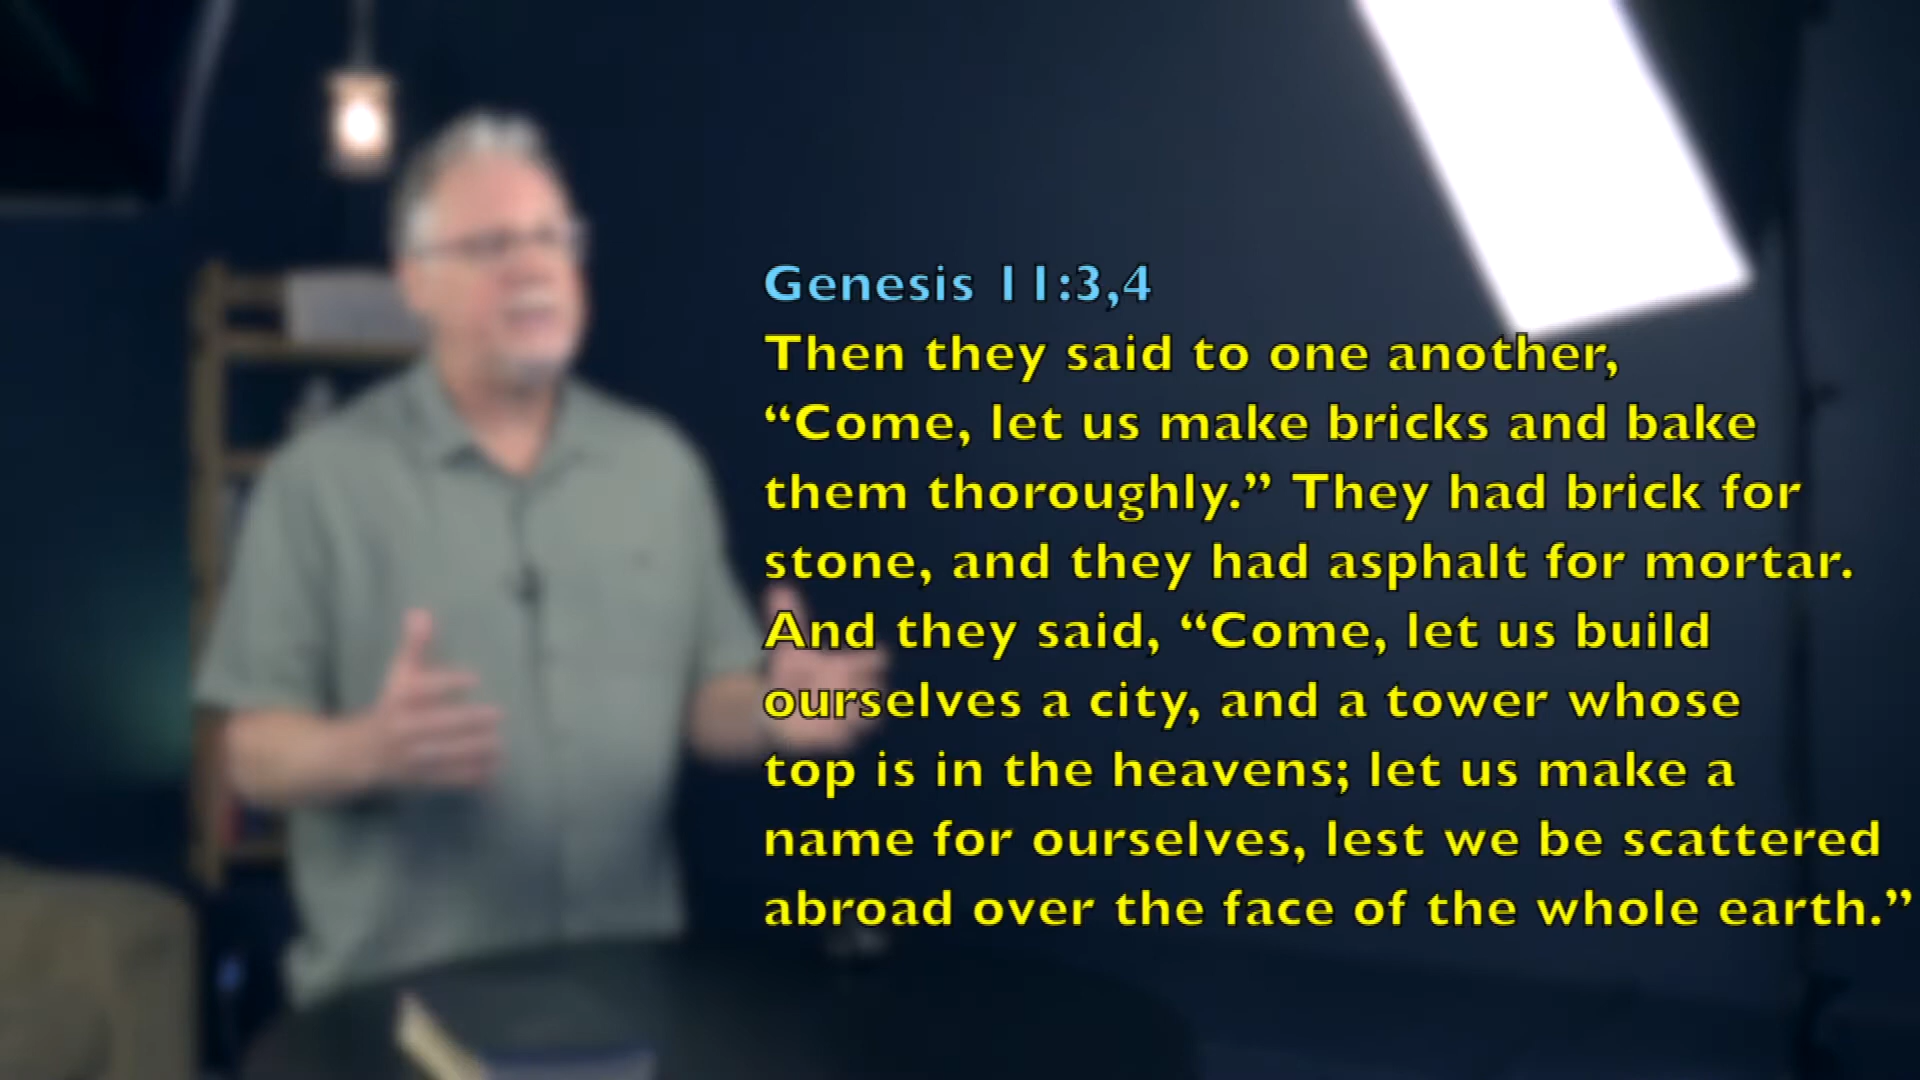 Genesis 11:3,4
Then they said to one another,
“Come, let us make bricks and bake
them thoroughly.” They had brick for
stone, and they had asphalt for mortar.
And they said, “Come, let us build
ourselves a city, and a tower whose
top is in the heavens; let us make a
name for ourselves, lest we be scattered
abroad over the face of the whole earth.”